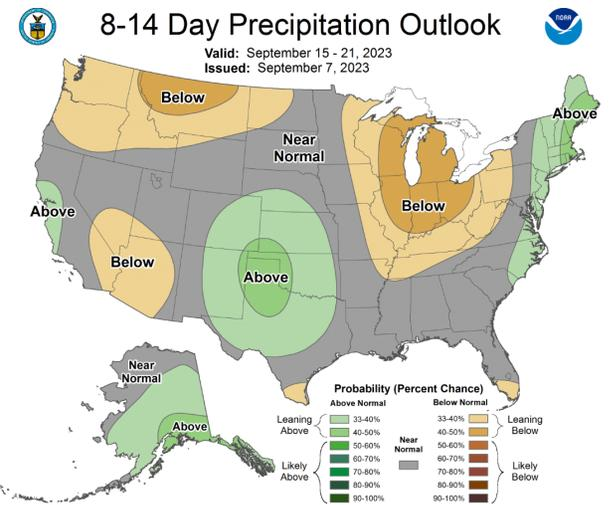 8-14 Day Precipitation Outlook
Valid: September 15 - 21, 2023
Issued: September 7, 2023
NOAA
Below
Above
Near
Normal
Above
Below
Below
Above
Near
Normal
Above
Probability (Percent Chance)
Above Normal
Below Normal
Leaning
Above
33-40%
40-50%
Likely
Above
50-60%
60-70%
70-80%
80-90%
90-100%
Near
Normal
33-40%
40-50%
Leaning
Below
50-60%
60-70%
70-80%
80-90%
90-100%
Likely
Below